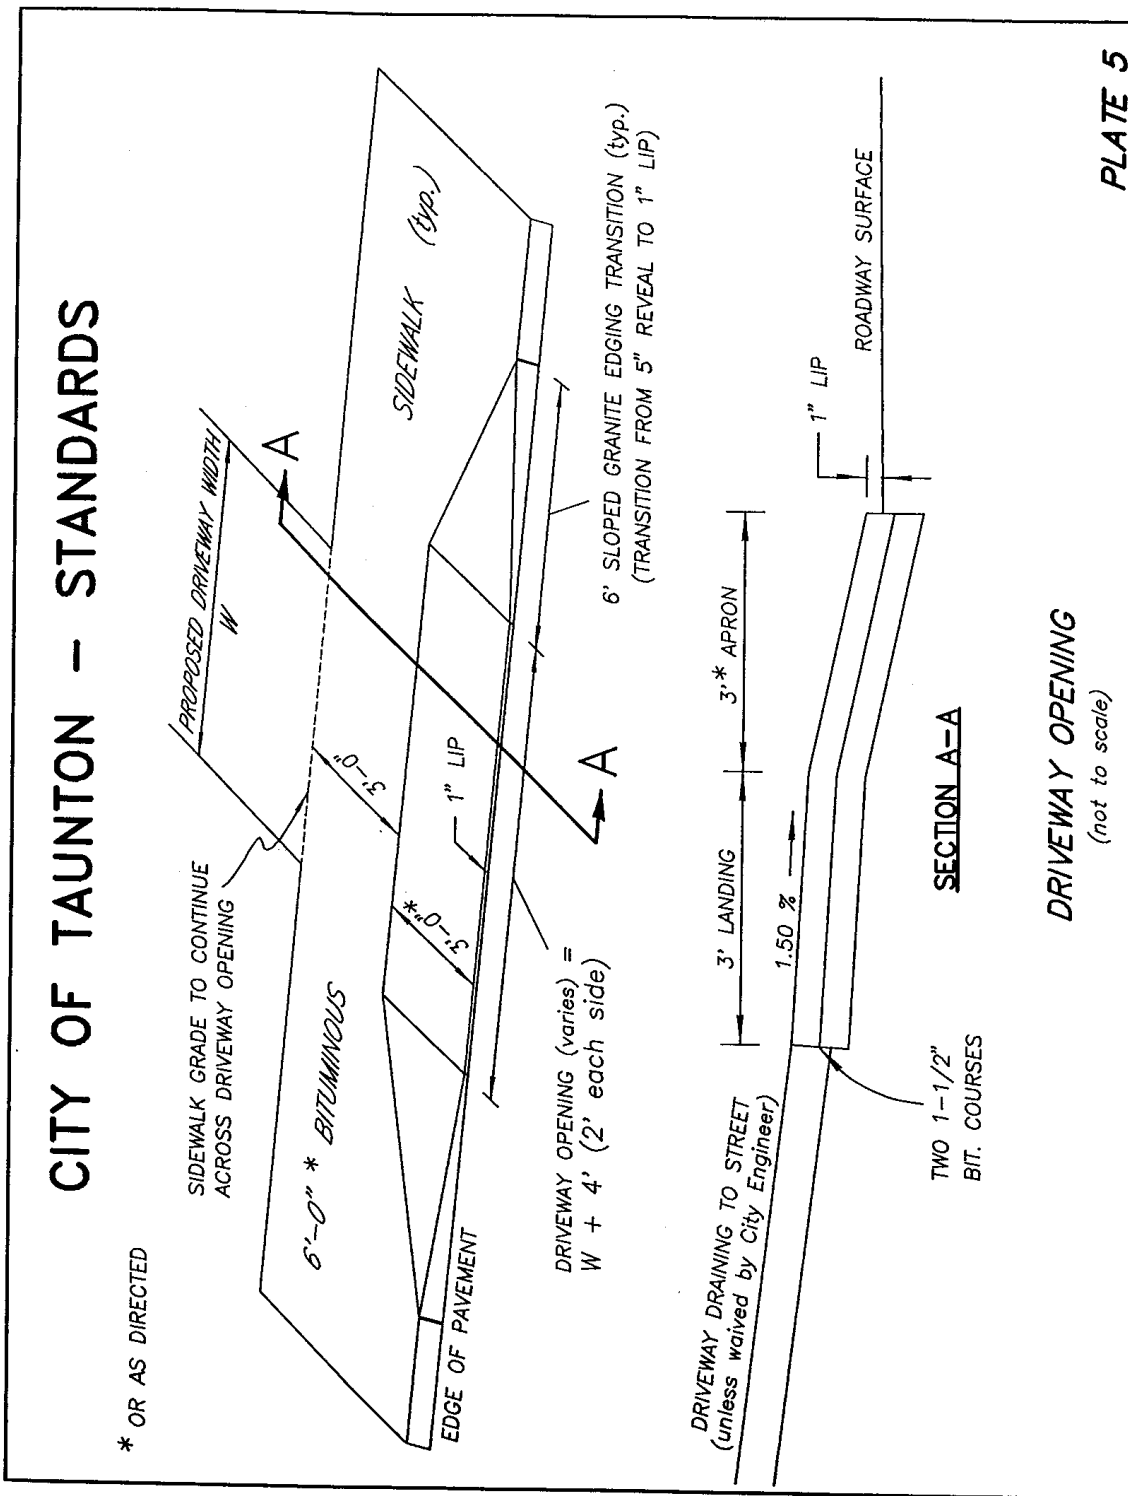 CITY OF TAUNTON – STANDARDS
* OR AS DIRECTED
SIDEWALK GRADE TO CONTINUE
ACROSS DRIVEWAY OPENING
PROPOSED DRIVEWAY WIDTH
W
A
6'-0" * BITUMINOUS
SIDEWALK (typ.)
3'-0"
3'-0"*
1" LIP
A
EDGE OF PAVEMENT
DRIVEWAY OPENING (varies) =
W + 4' (2' each side)
6' SLOPED GRANITE EDGING TRANSITION (typ.)
(TRANSITION FROM 5" REVEAL TO 1" LIP)
DRIVEWAY DRAINING TO STREET
(unless waived by City Engineer)
3' LANDING
3'* APRON
1.50 %
1" LIP
ROADWAY SURFACE
TWO 1-1/2"
BIT. COURSES
SECTION A-A
DRIVEWAY OPENING
(not to scale)
PLATE 5